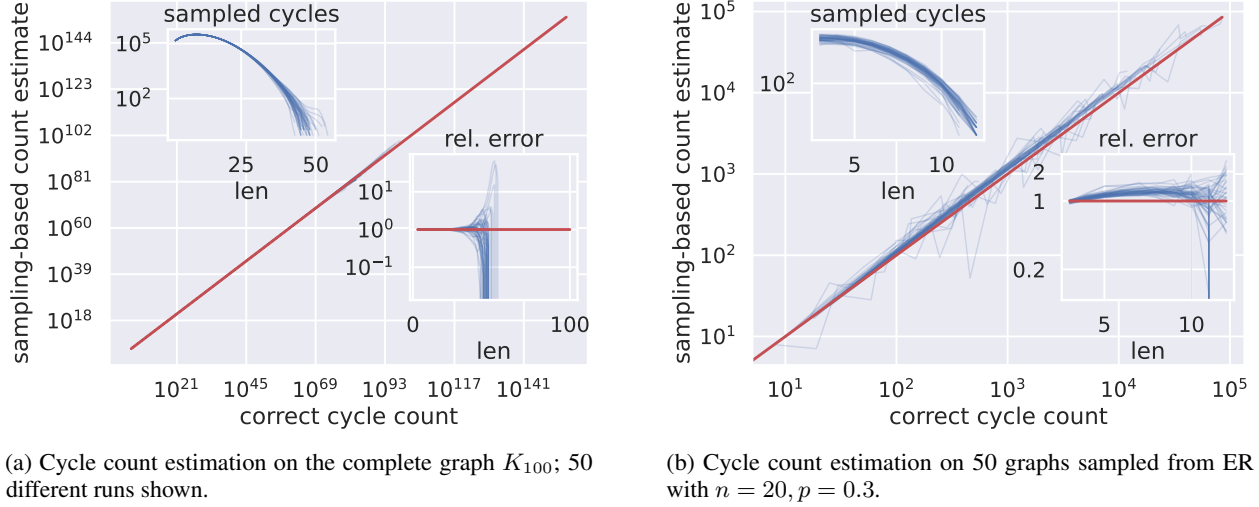 sampled cycles
10^5
10^2
25 50
len
rel. error
10^1
10^0
10^-1
0 100
len
10^144
10^123
10^102
10^81
10^60
10^39
10^18
sampling-based count estimate
10^21 10^45 10^69 10^93 10^117 10^141
correct cycle count
(a) Cycle count estimation on the complete graph K_100; 50
different runs shown.
sampled cycles
10^2
5 10
len
rel. error
2
1
0.2
5 10
len
10^5
10^4
10^3
10^2
10^1
sampling-based count estimate
10^1 10^2 10^3 10^4 10^5
correct cycle count
(b) Cycle count estimation on 50 graphs sampled from ER
with n = 20, p = 0.3.